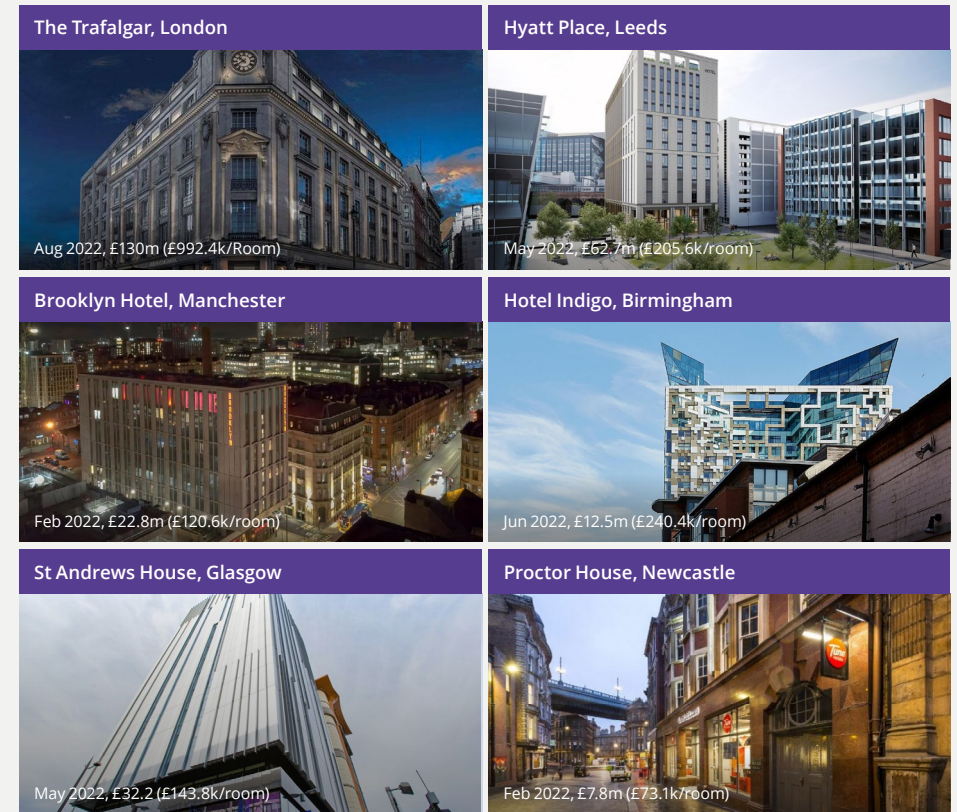 The Trafalgar, London
Hyatt Place, Leeds
Aug 2022, £130m (£992.4k/Room)
HOTEL
May 2022, £62.7m (£205.6k/room)
Brooklyn Hotel, Manchester
Hotel Indigo, Birmingham
BROOKLYN
Feb 2022, £22.8m (£120.6k/room)
Jun 2022, £12.5m (£240.4k/room)
St Andrews House, Glasgow
Proctor House, Newcastle
Tune
May 2022, £32.2 (£143.8k/room)
Feb 2022, £7.8m (£73.1k/room)